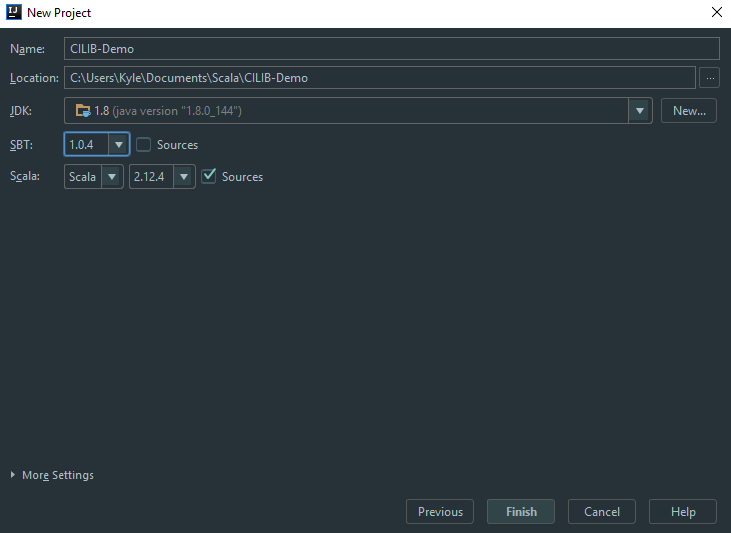 IJ New Project
Name: CILIB-Demo
Location: C:\Users\Kyle\Documents\Scala\CILIB-Demo ...
JDK: 1.8 (java version "1.8.0_144") New...
SBT: 1.0.4 Sources
Scala: Scala 2.12.4 Sources
More Settings
Previous Finish Cancel Help